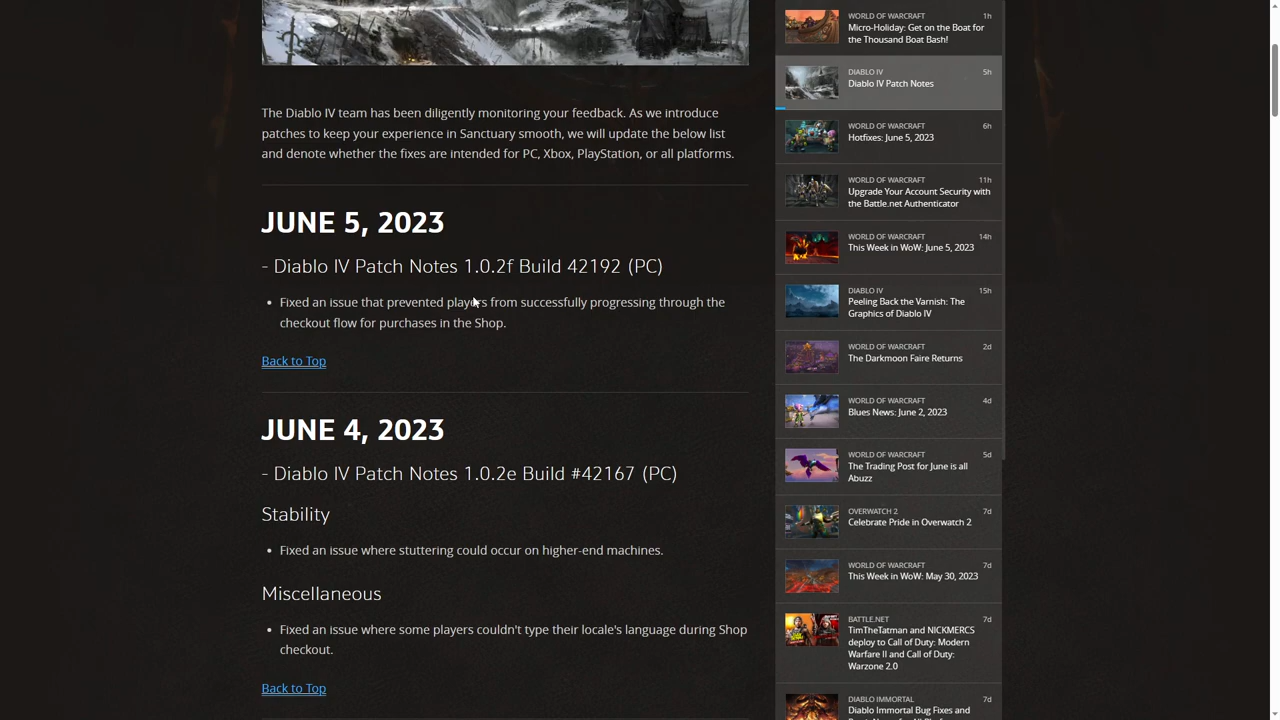 The Diablo IV team has been diligently monitoring your feedback. As we introduce
patches to keep your experience in Sanctuary smooth, we will update the below list
and denote whether the fixes are intended for PC, Xbox, PlayStation, or all platforms.
JUNE 5, 2023
- Diablo IV Patch Notes 1.0.2f Build 42192 (PC)
• Fixed an issue that prevented players from successfully progressing through the
checkout flow for purchases in the Shop.
Back to Top
JUNE 4, 2023
- Diablo IV Patch Notes 1.0.2e Build #42167 (PC)
Stability
• Fixed an issue where stuttering could occur on higher-end machines.
Miscellaneous
• Fixed an issue where some players couldn't type their locale's language during Shop
checkout.
Back to Top
WORLD OF WARCRAFT 1h
Micro-Holiday: Get on the Boat for
the Thousand Boat Bash!
DIABLO IV 5h
Diablo IV Patch Notes
WORLD OF WARCRAFT 6h
Hotfixes: June 5, 2023
WORLD OF WARCRAFT 11h
Upgrade Your Account Security with
the Battle.net Authenticator
WORLD OF WARCRAFT 14h
This Week in WoW: June 5, 2023
DIABLO IV 15h
Peeling Back the Varnish: The
Graphics of Diablo IV
WORLD OF WARCRAFT 2d
The Darkmoon Faire Returns
WORLD OF WARCRAFT 4d
Blues News: June 2, 2023
WORLD OF WARCRAFT 5d
The Trading Post for June is all
Abuzz
OVERWATCH 2 7d
Celebrate Pride in Overwatch 2
WORLD OF WARCRAFT 7d
This Week in WoW: May 30, 2023
BATTLE.NET 7d
TimTheTatman and NICKMERCS
deploy to Call of Duty: Modern
Warfare II and Call of Duty:
Warzone 2.0
DIABLO IMMORTAL 7d
Diablo Immortal Bug Fixes and